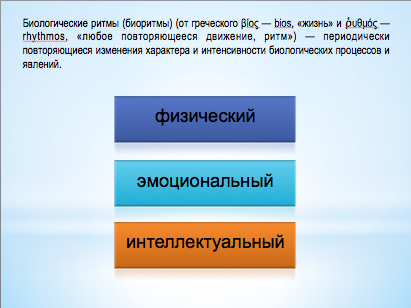 Биологические ритмы (биоритмы) (от греческого βίος — bios, «жизнь» и ῥυθμός —
rhythmos, «любое повторяющееся движение, ритм») — периодически
повторяющиеся изменения характера и интенсивности биологических процессов и
явлений.
физический
эмоциональный
интеллектуальный